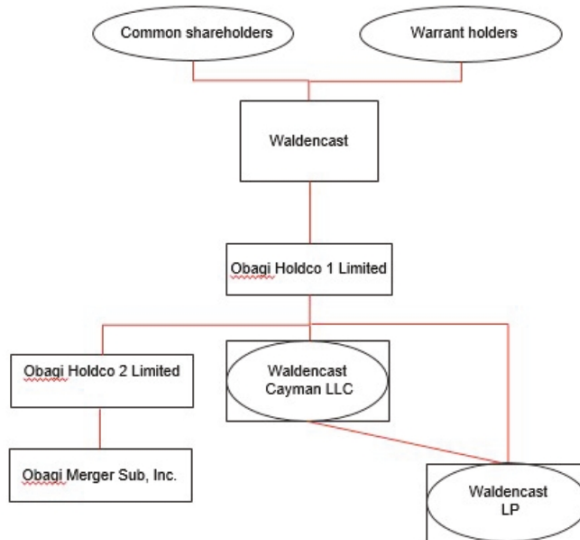 Common shareholders
Warrant holders
Waldencast
Obagi Holdco 1 Limited
Obagi Holdco 2 Limited
Waldencast
Cayman LLC
Obagi Merger Sub, Inc.
Waldencast
LP